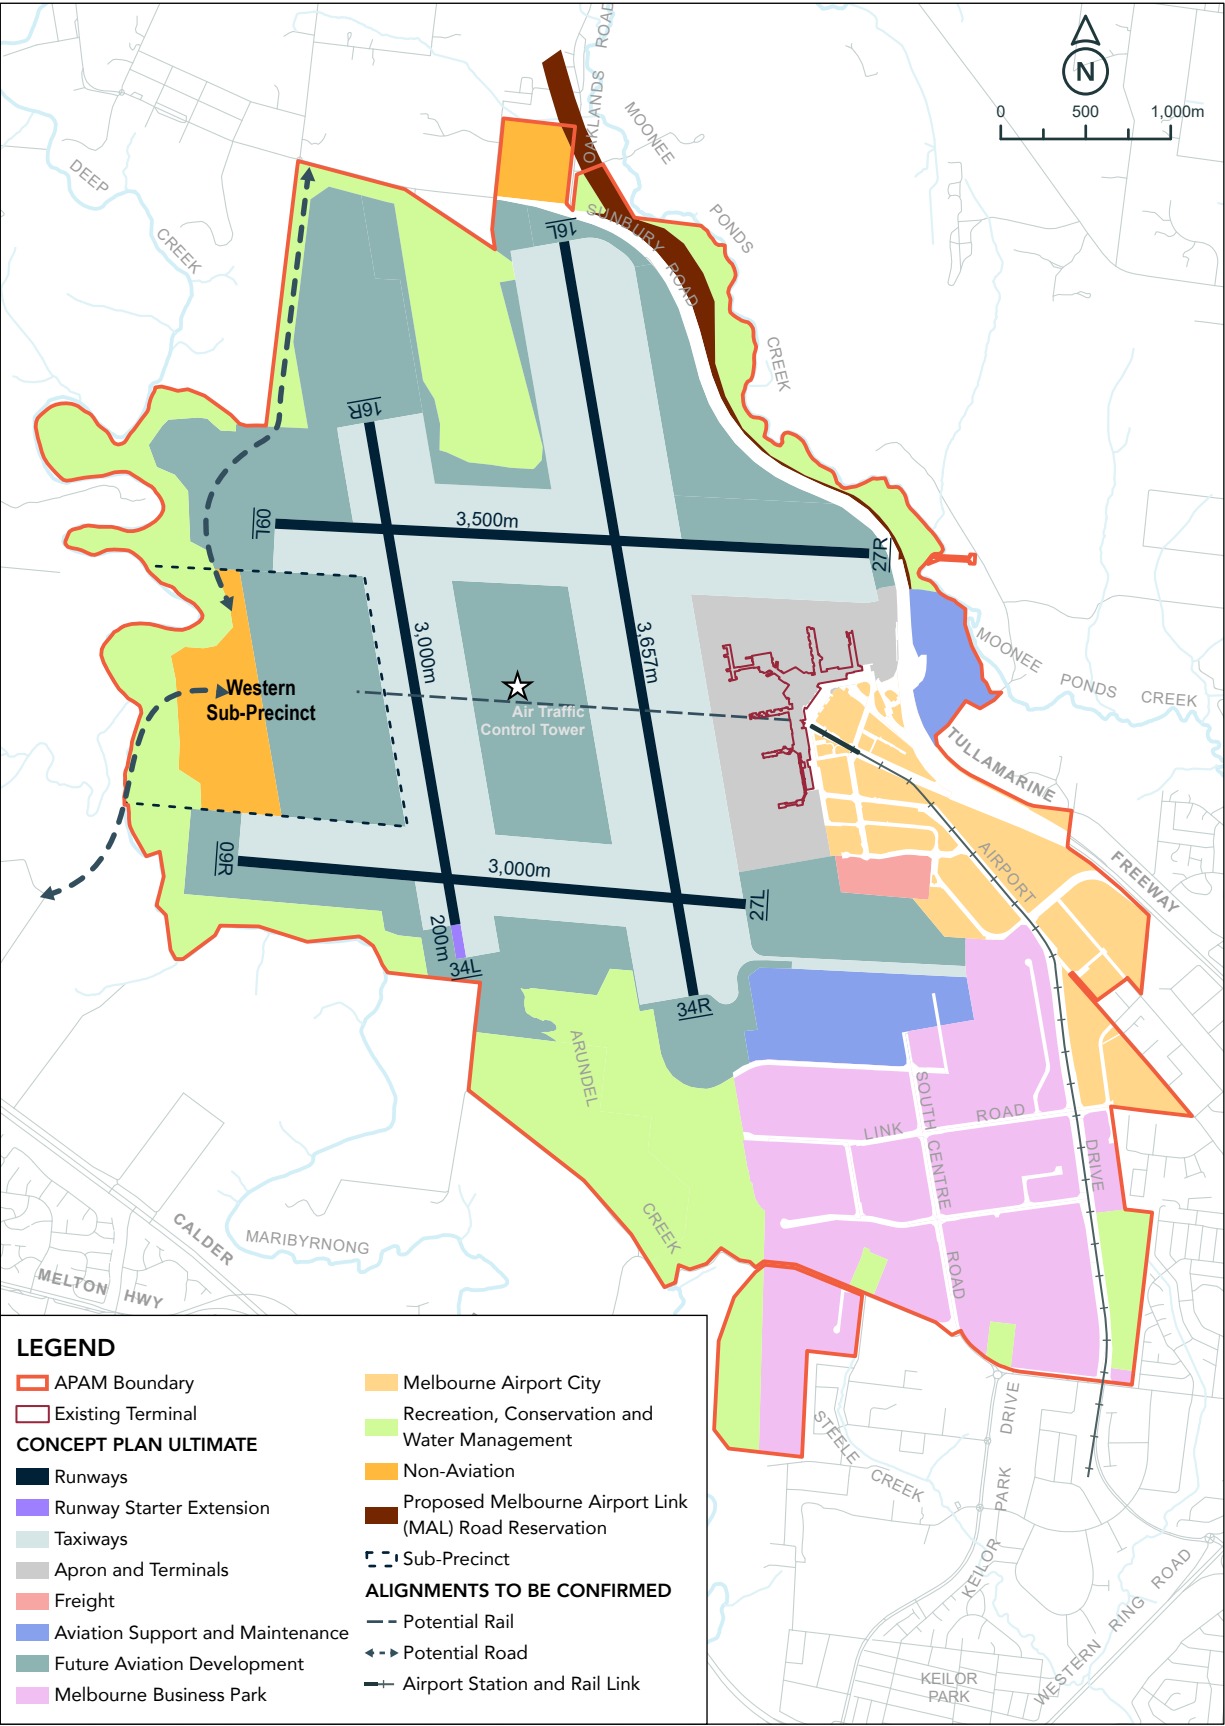 OAKLANDS ROAD
MOONEE
PONDS
CREEK
N
0 500 1,000m
DEEP
CREEK
SUNBURY ROAD
16L
16R
09L
3,500m
27R
3,000m
3,657m
MOONEE
PONDS CREEK
Western
Sub-Precinct
Air Traffic
Control Tower
TULLAMARINE
FREEWAY
AIRPORT
DRIVE
09R
3,000m
27L
200m
34L
34R
ARUNDEL
CREEK
LINK ROAD
SOUTH CENTRE
ROAD
CALDER
MARIBYRNONG
MELTON HWY
STEELE
CREEK
KEILOR PARK DRIVE
WESTERN RING ROAD
KEILOR
PARK
LEGEND
APAM Boundary
Existing Terminal
CONCEPT PLAN ULTIMATE
Runways
Runway Starter Extension
Taxiways
Apron and Terminals
Freight
Aviation Support and Maintenance
Future Aviation Development
Melbourne Business Park
Melbourne Airport City
Recreation, Conservation and
Water Management
Non-Aviation
Proposed Melbourne Airport Link
(MAL) Road Reservation
Sub-Precinct
ALIGNMENTS TO BE CONFIRMED
Potential Rail
Potential Road
Airport Station and Rail Link